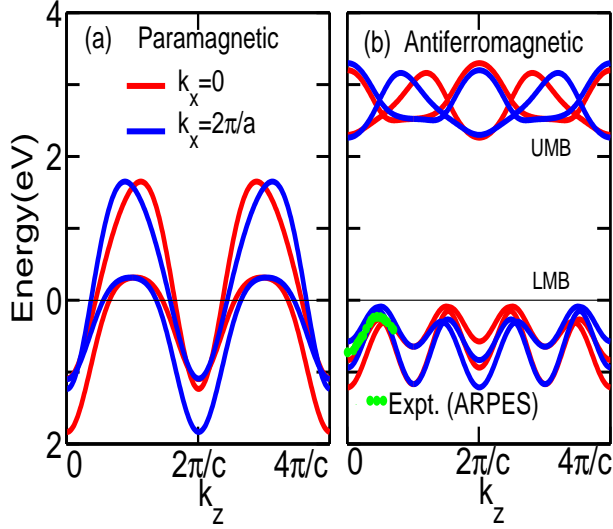 (a) Paramagnetic
(b) Antiferromagnetic
k_x=0
k_x=2π/a
UMB
LMB
Expt. (ARPES)
Energy(eV)
4
2
0
2
0 2π/c 4π/c
0 2π/c 4π/c
k_z
k_z